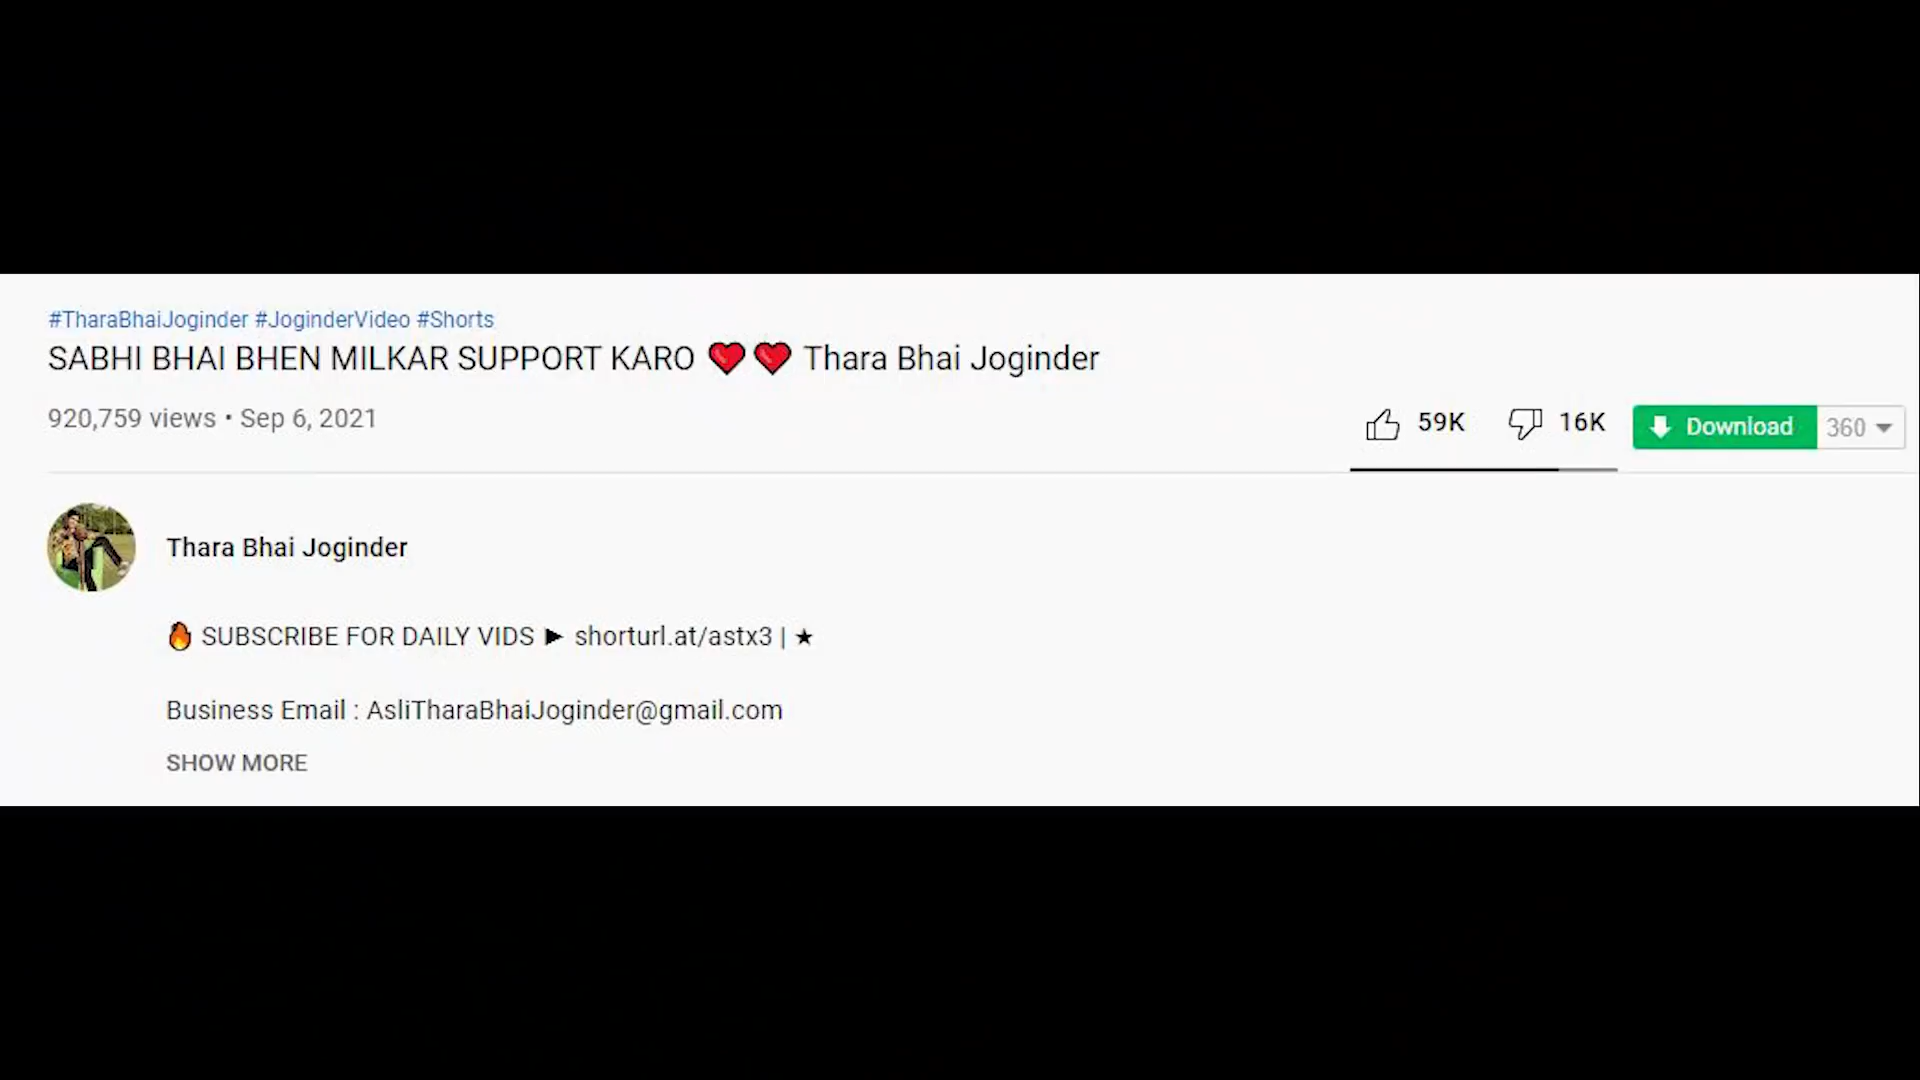 #TharaBhaiJoginder #JoginderVideo #Shorts
SABHI BHAI BHEN MILKAR SUPPORT KARO ❤️❤️ Thara Bhai Joginder
920,759 views • Sep 6, 2021
59K 16K Download 360
Thara Bhai Joginder
🔥 SUBSCRIBE FOR DAILY VIDS ► shorturl.at/astx3 | ★
Business Email : AsliTharaBhaiJoginder@gmail.com
SHOW MORE